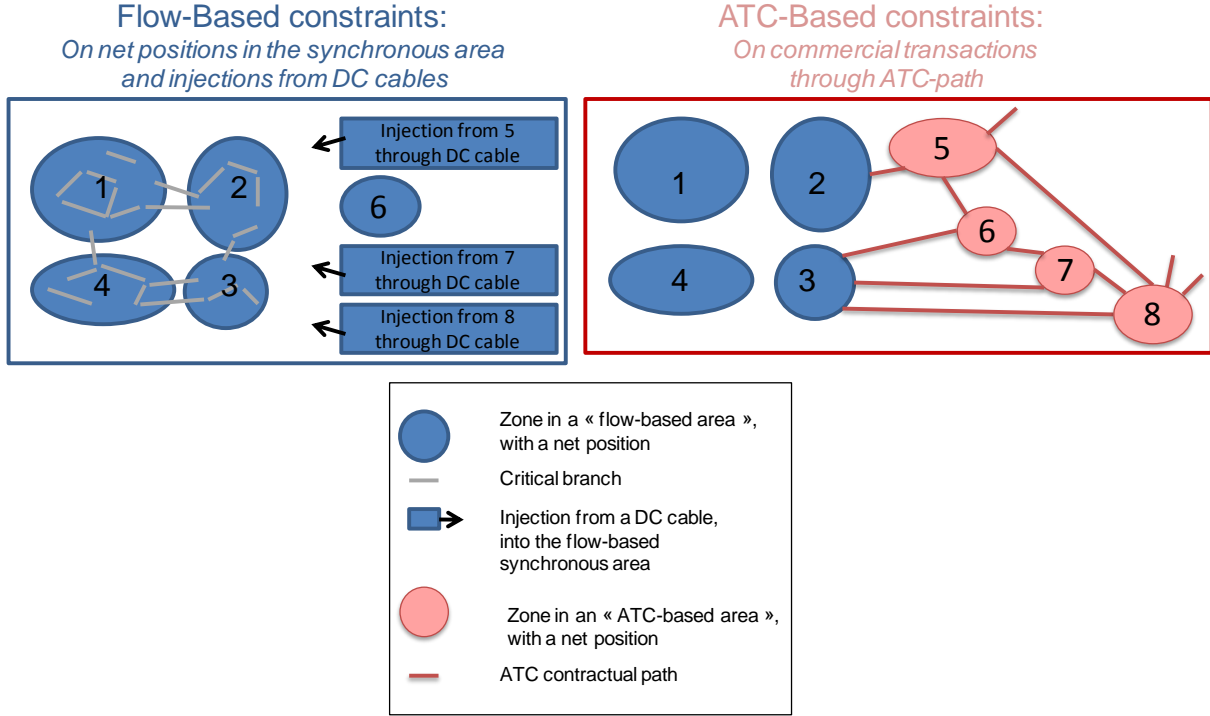 Flow-Based constraints:
On net positions in the synchronous area
and injections from DC cables
ATC-Based constraints:
On commercial transactions
through ATC-path
1
2
4
3
Injection from 5
through DC cable
6
Injection from 7
through DC cable
Injection from 8
through DC cable
1
2
5
6
4
3
7
8
Zone in a « flow-based area »,
with a net position
Critical branch
Injection from a DC cable,
into the flow-based
synchronous area
Zone in an « ATC-based area »,
with a net position
ATC contractual path